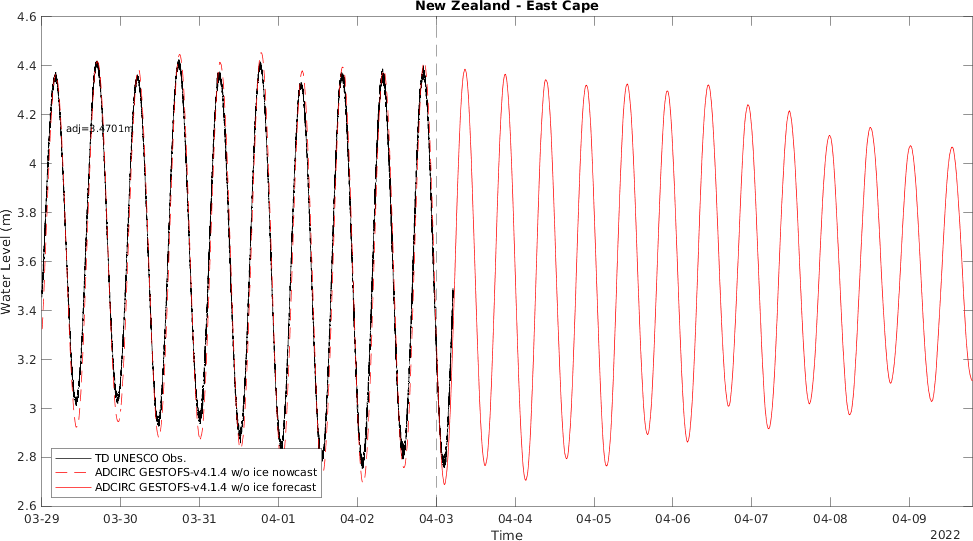 New Zealand - East Cape
4.6
4.4
4.2
4
3.8
3.6
3.4
3.2
3
2.8
2.6
Water Level (m)
adj=3.4701m
TD UNESCO Obs.
ADCIRC GESTOFS-v4.1.4 w/o ice nowcast
ADCIRC GESTOFS-v4.1.4 w/o ice forecast
03-29 03-30 03-31 04-01 04-02 04-03 04-04 04-05 04-06 04-07 04-08 04-09
Time
2022